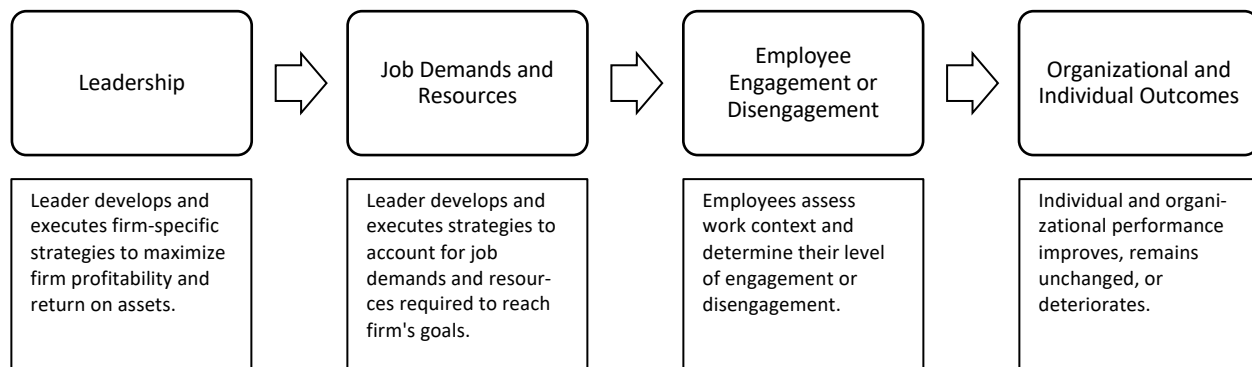 Leadership
Job Demands and
Resources
Employee
Engagement or
Disengagement
Organizational and
Individual Outcomes
Leader develops and
executes firm-specific
strategies to maximize
firm profitability and
return on assets.
Leader develops and
executes strategies to
account for job
demands and resour-
ces required to reach
firm's goals.
Employees assess
work context and
determine their level
of engagement or
disengagement.
Individual and organi-
zational performance
improves, remains
unchanged, or
deteriorates.